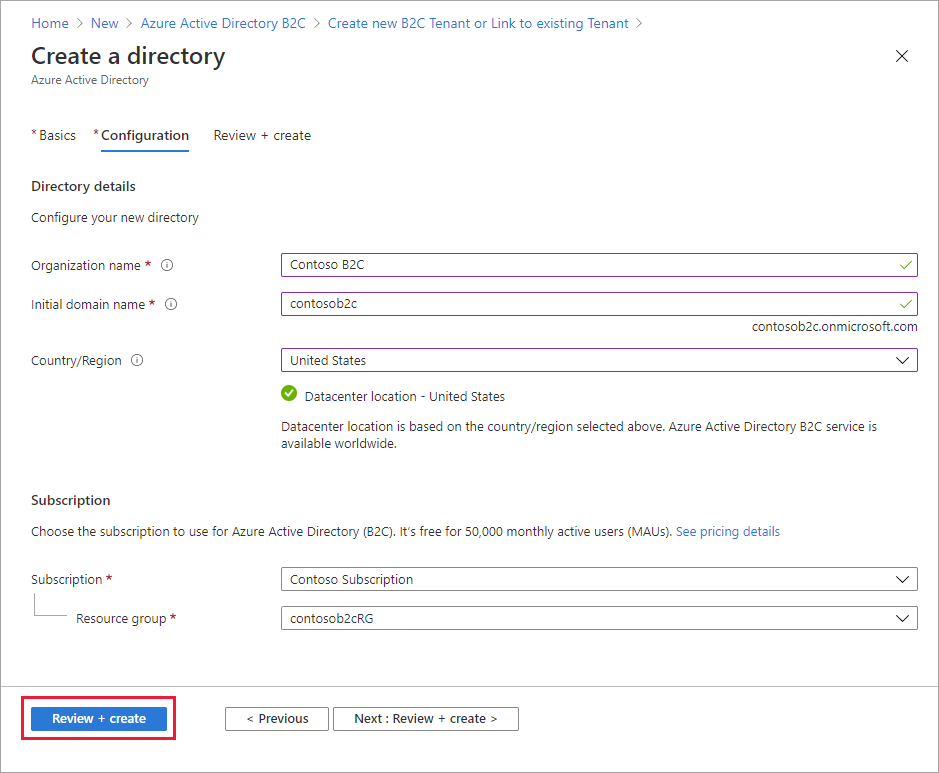 Home > New > Azure Active Directory B2C > Create new B2C Tenant or Link to existing Tenant >
Create a directory
Azure Active Directory
* Basics * Configuration Review + create
Directory details
Configure your new directory
Organization name * Contoso B2C
Initial domain name * contosob2c
contosob2c.onmicrosoft.com
Country/Region United States
Datacenter location - United States
Datacenter location is based on the country/region selected above. Azure Active Directory B2C service is
available worldwide.
Subscription
Choose the subscription to use for Azure Active Directory (B2C). It's free for 50,000 monthly active users (MAUs). See pricing details
Subscription * Contoso Subscription
Resource group * contosob2cRG
Review + create < Previous Next : Review + create >